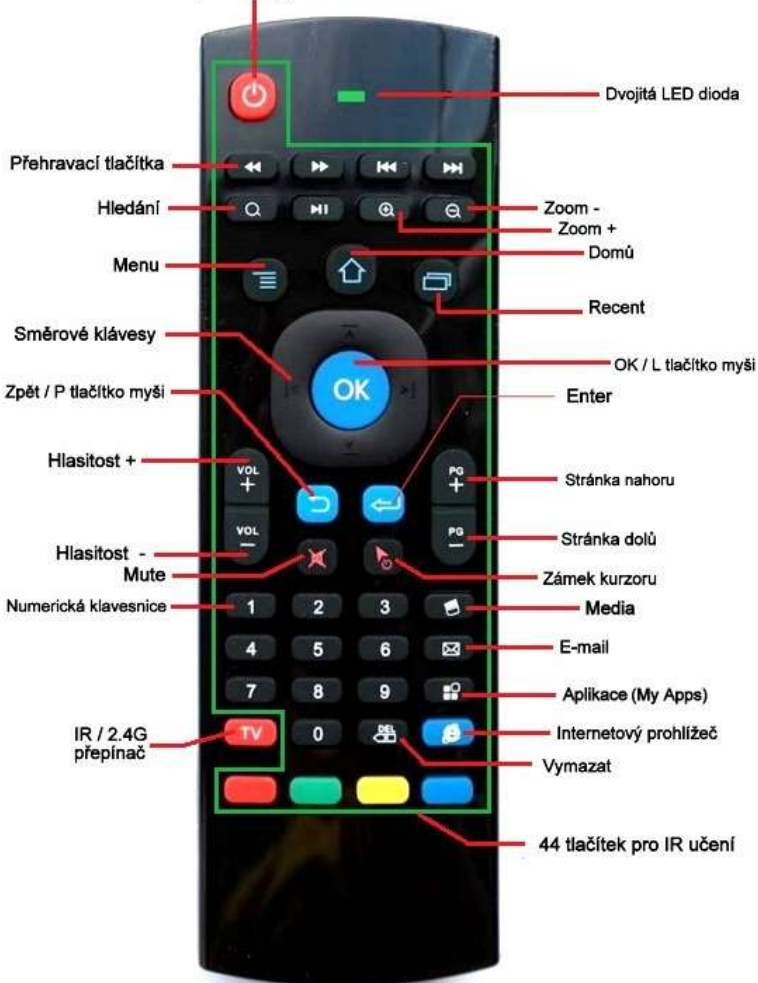 Dvojitá LED dioda
Přehravací tlačítka
Hledání
Zoom -
Zoom +
Menu
Domů
Recent
Směrové klávesy
OK
OK / L tlačítko myši
Zpět / P tlačítko myši
Enter
Hlasitost +
VOL
+
PG
+
Stránka nahoru
VOL
−
PG
−
Stránka dolů
Hlasitost -
Mute
Zámek kurzoru
Numerická klavesnice
1 2 3
Media
4 5 6
E-mail
7 8 9
Aplikace (My Apps)
IR / 2.4G
přepínač
TV
0
DEL
Internetový prohlížeč
Vymazat
44 tlačítek pro IR učení